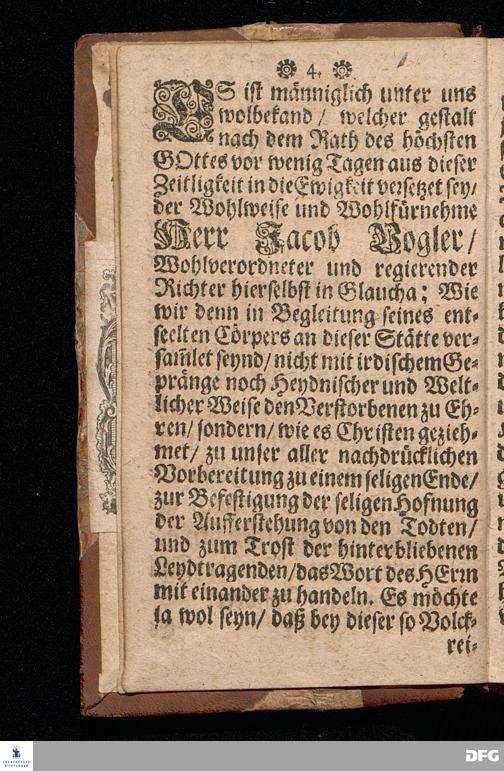 4.
ES ist männiglich unter uns
wolbekand / welcher gestalt
nach dem Rath des höchsten
GOttes vor wenig Tagen aus dieser
Zeitligkeit in die Ewigkeit versetzet sey/
der Wohlweise und Wohlfürnehme
Herr Jacob Vogler/
Wohlverordneter und regierender
Richter hierselbst in Glaucha; Wie
wir denn in Begleitung seines ent-
seelten Cörpers an dieser Stätte ver-
samlet seynd/ nicht mit irdischem Ge-
pränge noch Heydnischer und Welt-
licher Weise den Verstorbenen zu Eh-
ren/ sondern/ wie es Christen gezieh-
met/ zu unser aller nachdrücklichen
Vorbereitung zu einem seligen Ende/
zur Befestigung der seligen Hofnung
der Aufferstehung von den Todten/
und zum Trost der hinterbliebenen
Leydtragenden/ das Wort des HErrn
mit einander zu handeln. Es möchte
ja wol seyn/ daß bey dieser so Volck-
rei-
FRANCKESCHE
STIFTUNGEN
DFG